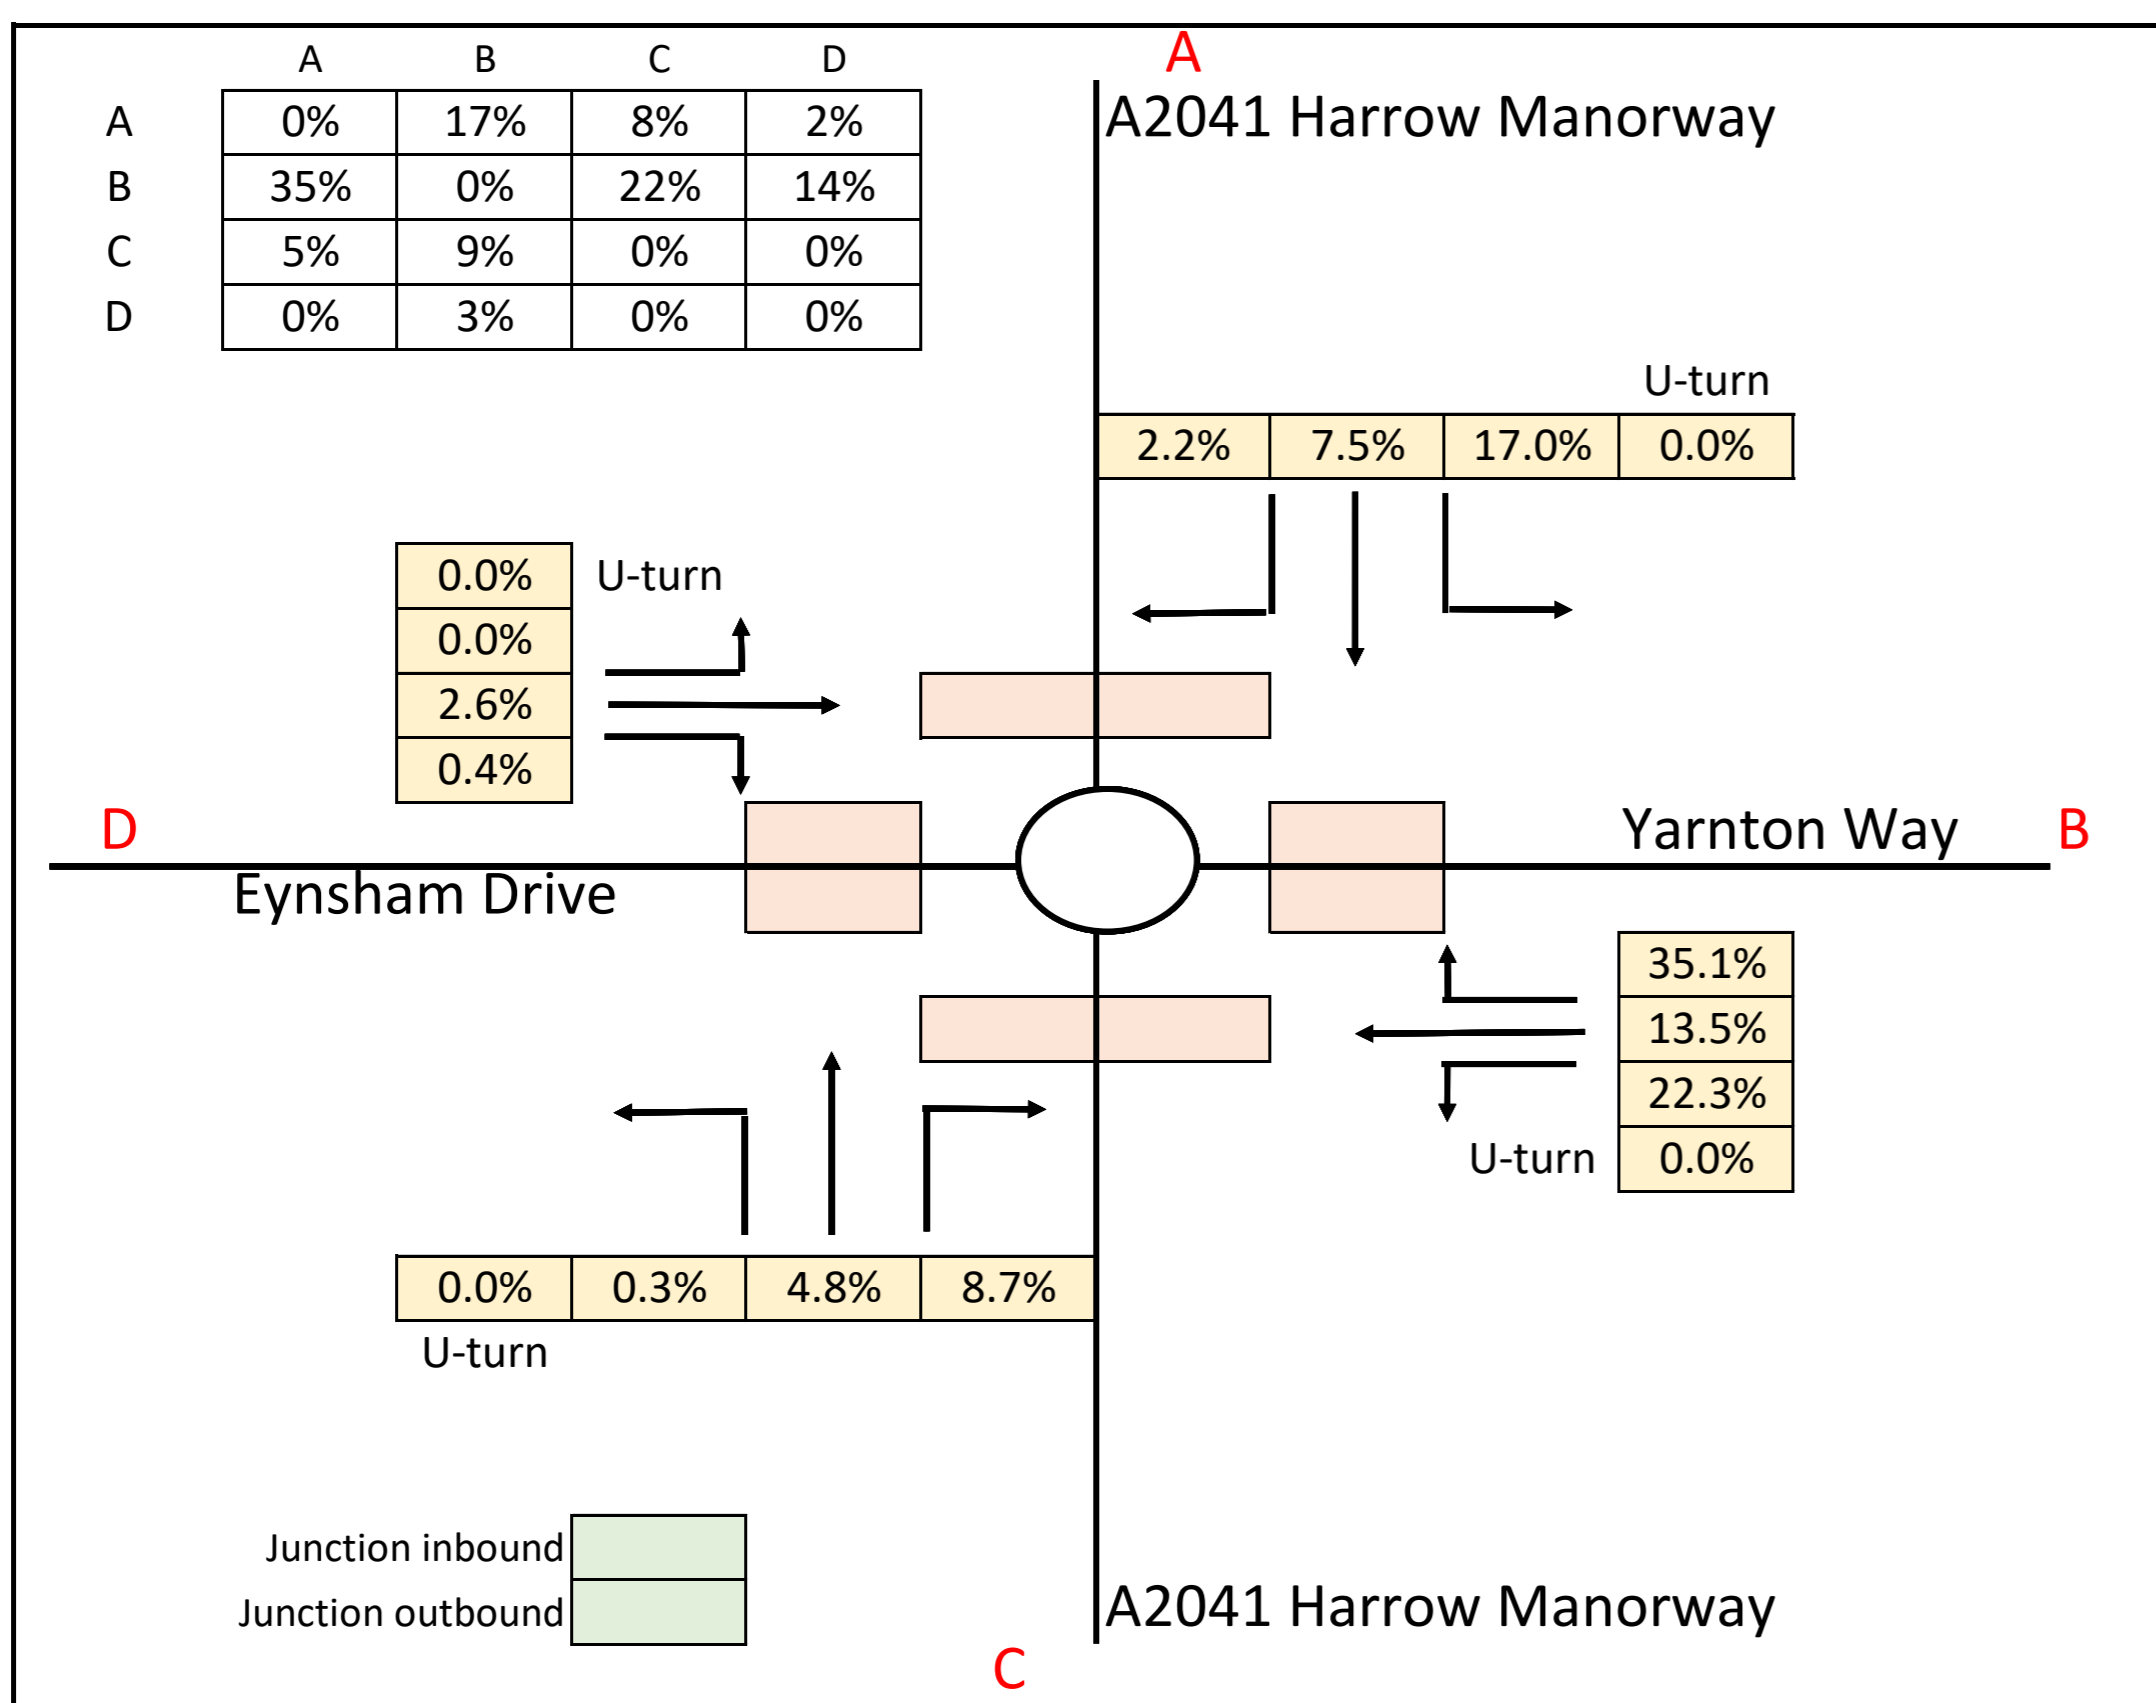 A
A B C D
A2041 Harrow Manorway
A 0% 17% 8% 2%
B 35% 0% 22% 14%
C 5% 9% 0% 0%
D 0% 3% 0% 0%
U-turn
2.2% 7.5% 17.0% 0.0%
0.0% U-turn
0.0%
2.6%
0.4%
D
Yarnton Way B
Eynsham Drive
35.1%
13.5%
22.3%
U-turn 0.0%
0.0% 0.3% 4.8% 8.7%
U-turn
Junction inbound
Junction outbound
A2041 Harrow Manorway
C